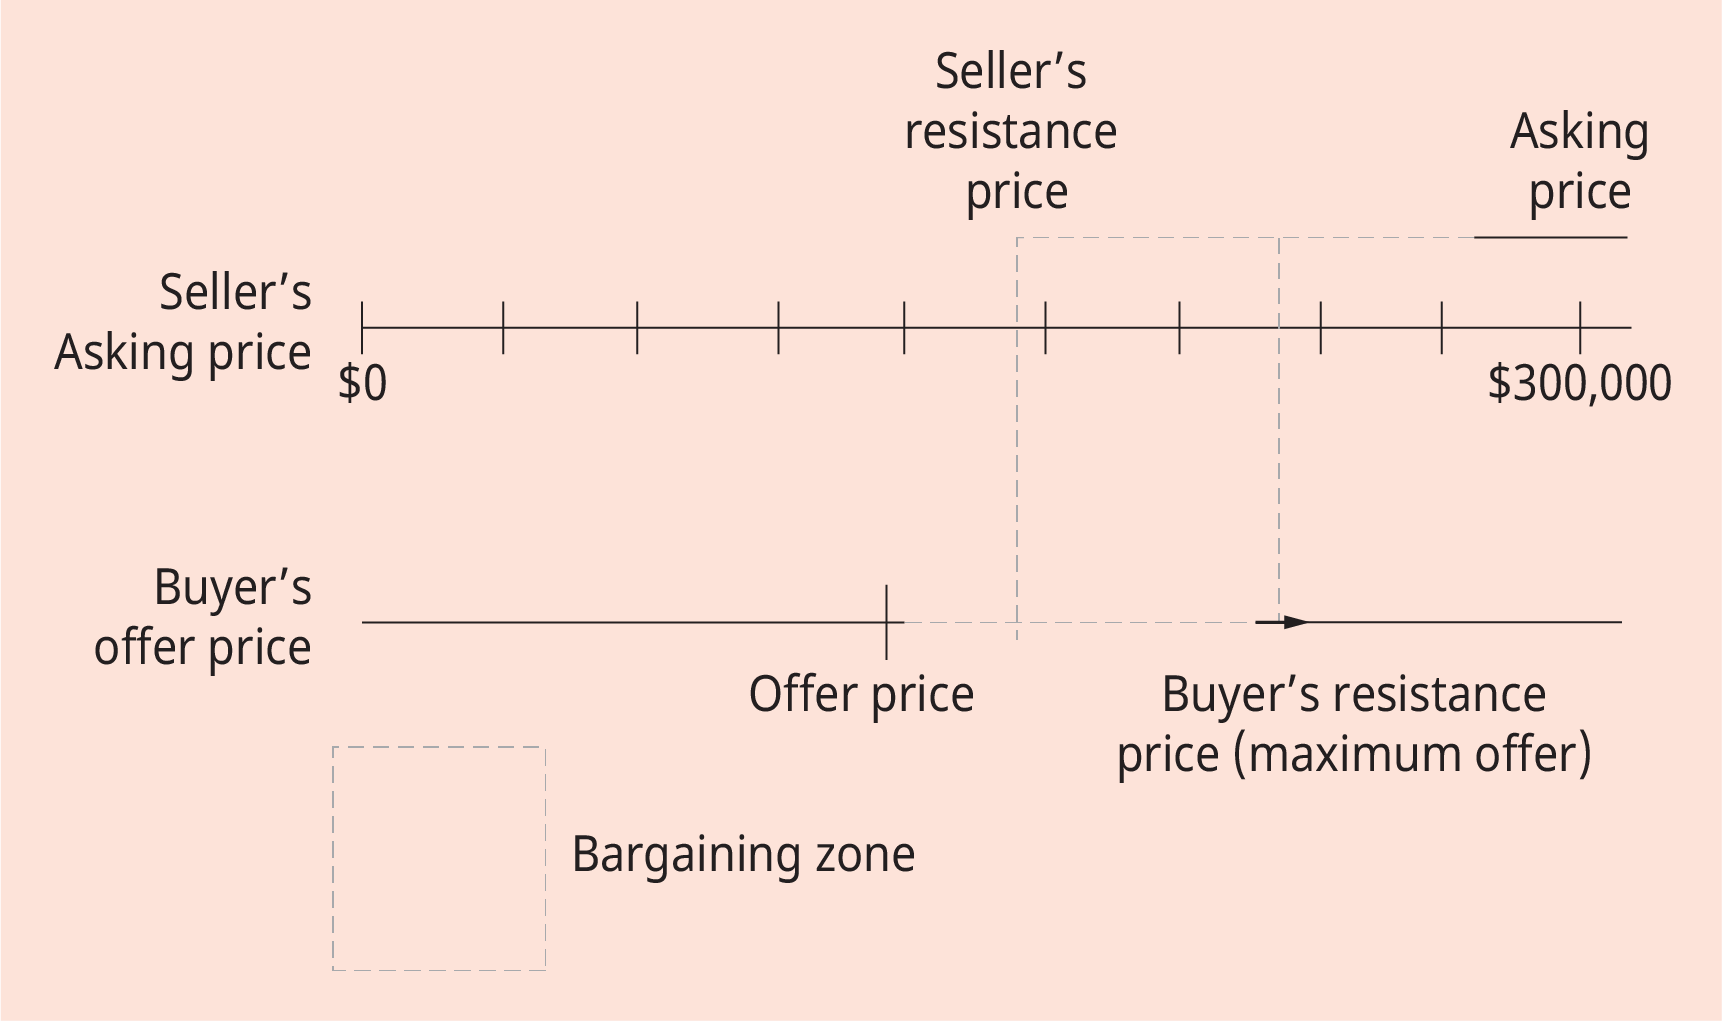 Seller’s
resistance
price
Asking
price
Seller’s
Asking price
$0
$300,000
Buyer’s
offer price
Offer price
Buyer’s resistance
price (maximum offer)
Bargaining zone